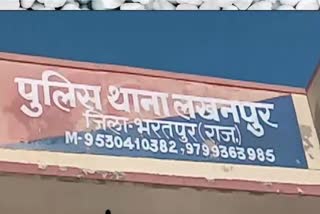 पुलिस थाना लखनपुर
जिला-भरतपुर(राज)
M-9530410382,9799363985